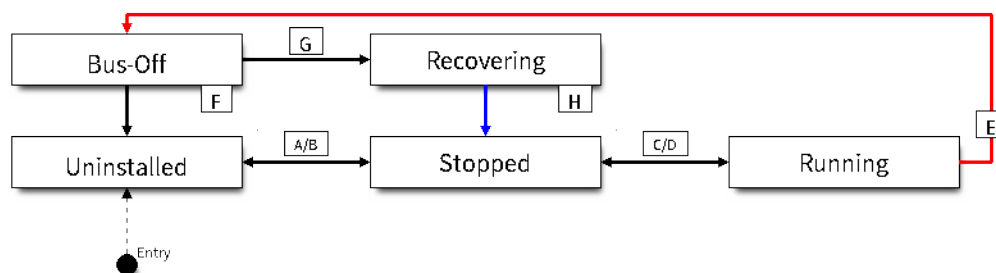 Bus-Off
G
Recovering
F
H
E
Uninstalled
A/B
Stopped
C/D
Running
Entry